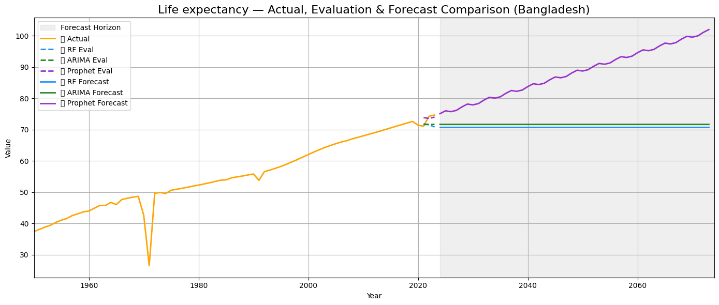 Life expectancy — Actual, Evaluation & Forecast Comparison (Bangladesh)
Forecast Horizon
▯ Actual
▯ RF Eval
▯ ARIMA Eval
▯ Prophet Eval
▯ RF Forecast
▯ ARIMA Forecast
▯ Prophet Forecast
Value
100
90
80
70
60
50
40
30
1960
1980
2000
2020
2040
2060
Year